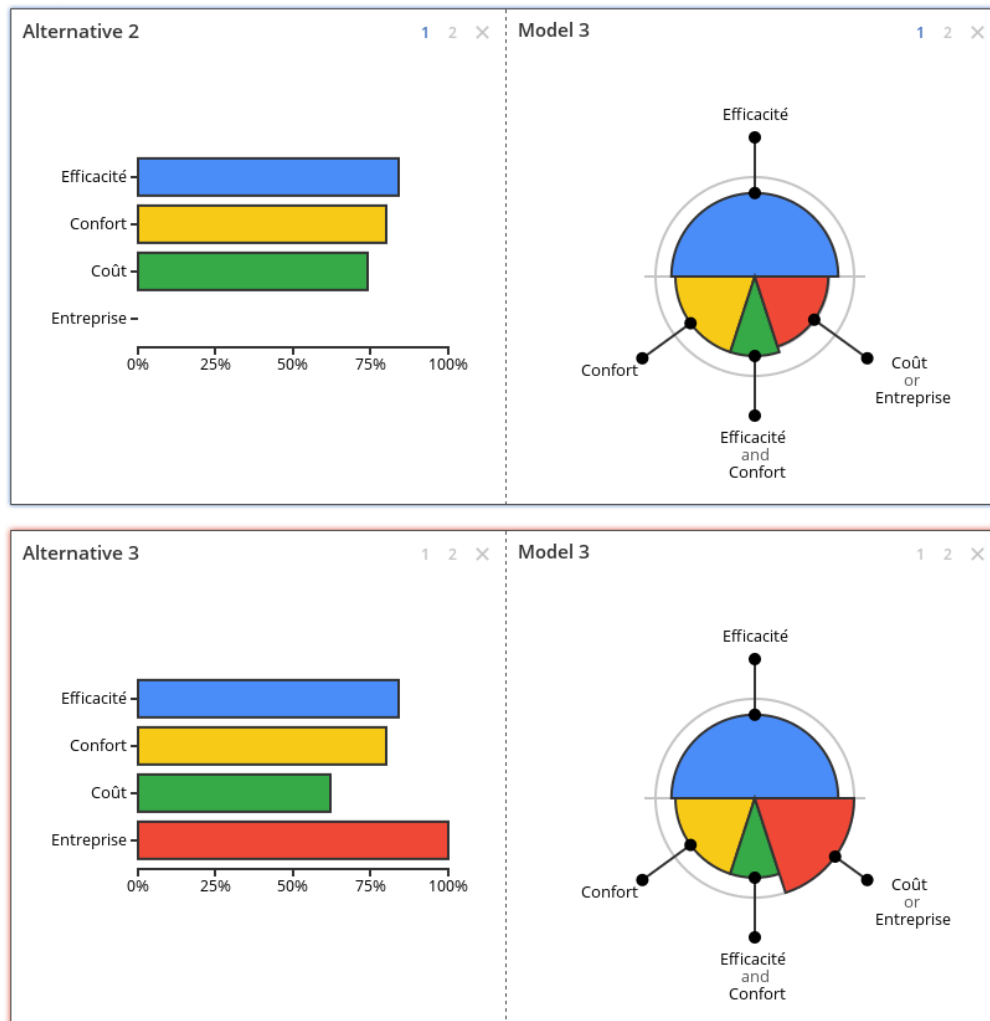 Alternative 2
1 2 ×
Efficacité
Confort
Coût
Entreprise
0% 25% 50% 75% 100%
Model 3
1 2 ×
Efficacité
Confort
Coût
or
Entreprise
Efficacité
and
Confort
Alternative 3
1 2 ×
Efficacité
Confort
Coût
Entreprise
0% 25% 50% 75% 100%
Model 3
1 2 ×
Efficacité
Confort
Coût
or
Entreprise
Efficacité
and
Confort